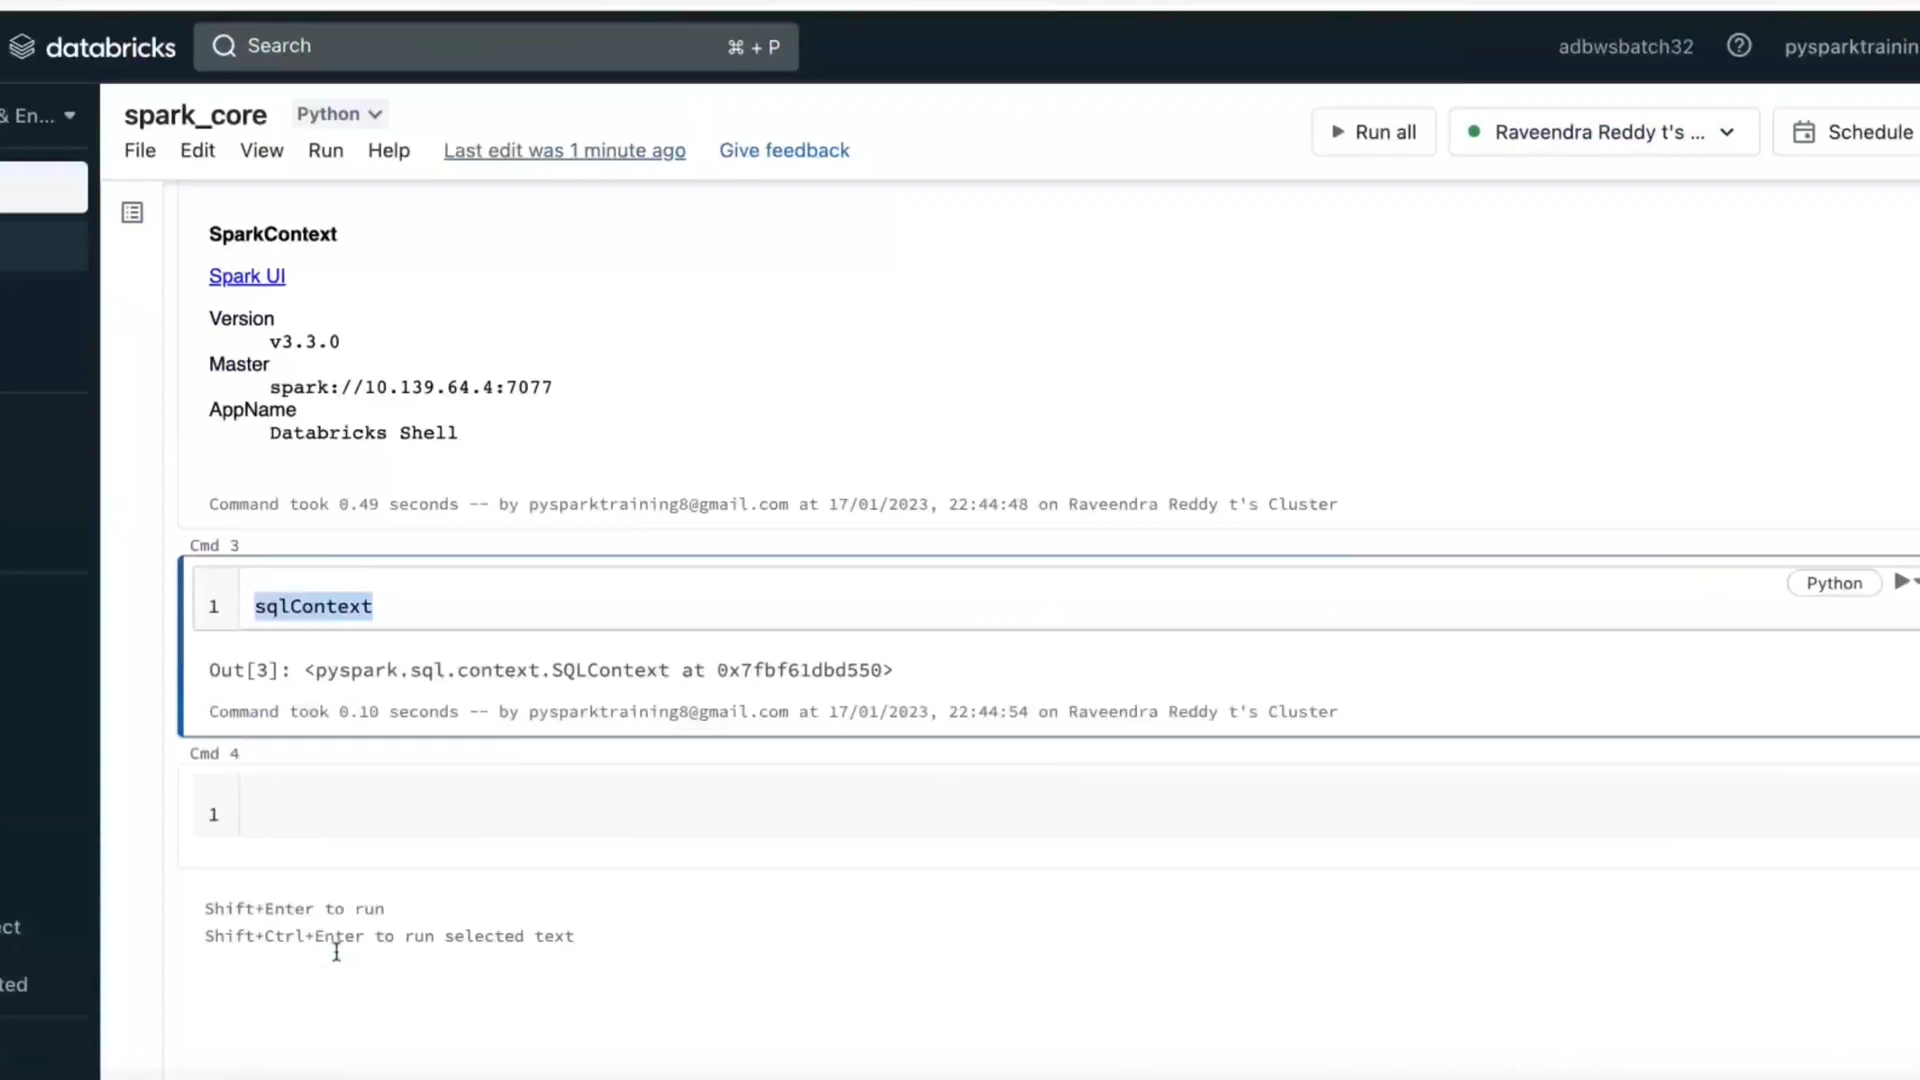 databricks
Search
⌘ + P
adbwsbatch32
pysparktrainin
& En...
spark_core
Python
Run all
Raveendra Reddy t's ...
Schedule
File
Edit
View
Run
Help
Last edit was 1 minute ago
Give feedback
SparkContext
Spark UI
Version
v3.3.0
Master
spark://10.139.64.4:7077
AppName
Databricks Shell
Command took 0.49 seconds -- by pysparktraining8@gmail.com at 17/01/2023, 22:44:48 on Raveendra Reddy t's Cluster
Cmd 3
Python
1
sqlContext
Out[3]: <pyspark.sql.context.SQLContext at 0x7fbf61dbd550>
Command took 0.10 seconds -- by pysparktraining8@gmail.com at 17/01/2023, 22:44:54 on Raveendra Reddy t's Cluster
Cmd 4
1
Shift+Enter to run
Shift+Ctrl+Enter to run selected text
ct
ted